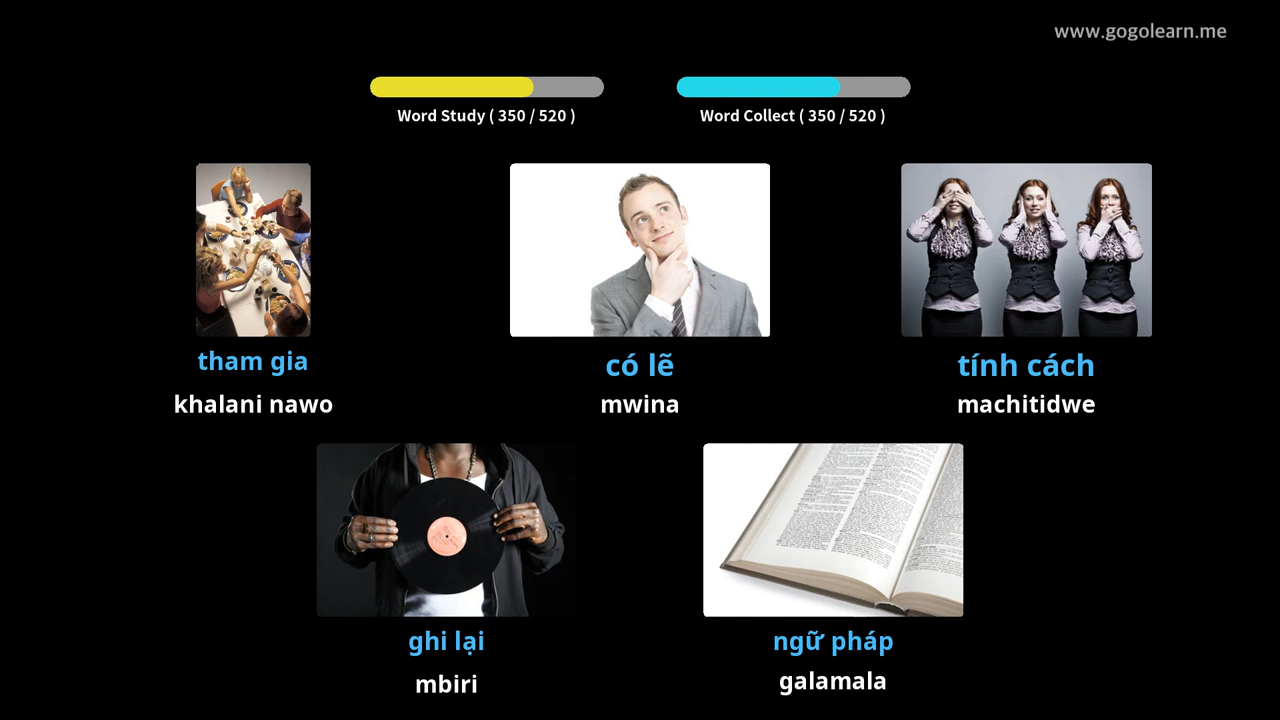 www.gogolearn.me
Word Study ( 350 / 520 )
Word Collect ( 350 / 520 )
tham gia
khalani nawo
có lẽ
mwina
tính cách
machitidwe
ghi lại
mbiri
ngữ pháp
galamala